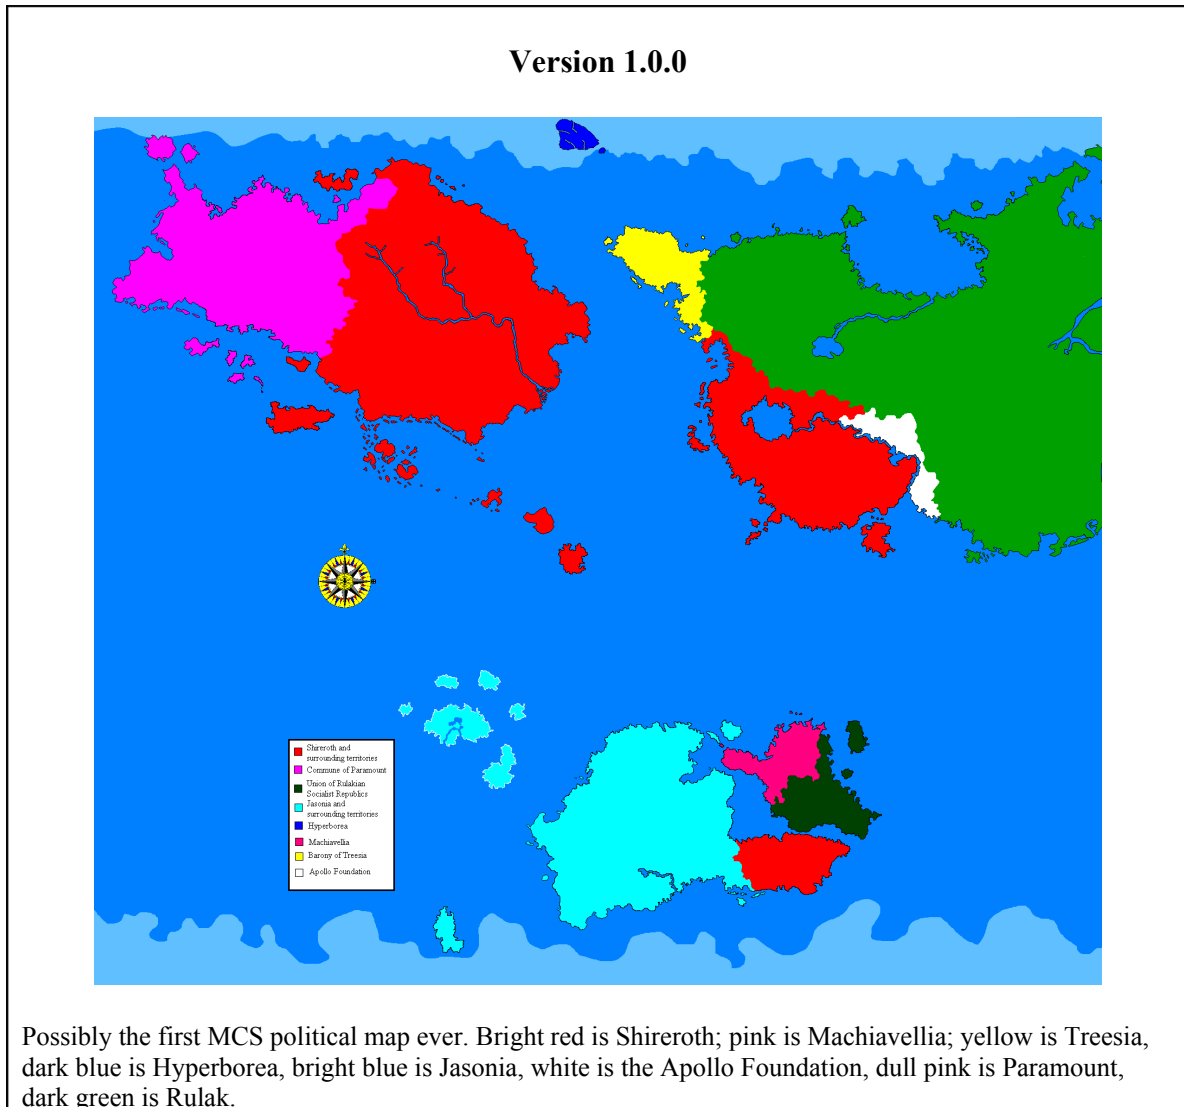 Version 1.0.0
Shireroth and
surrounding territories
Commune of Paramount
Union of Rulakian
Socialist Republics
Jasonia and
surrounding territories
Hyperborea
Machiavellia
Barony of Treesia
Apollo Foundation
Possibly the first MCS political map ever. Bright red is Shireroth; pink is Machiavellia; yellow is Treesia,
dark blue is Hyperborea, bright blue is Jasonia, white is the Apollo Foundation, dull pink is Paramount,
dark green is Rulak.